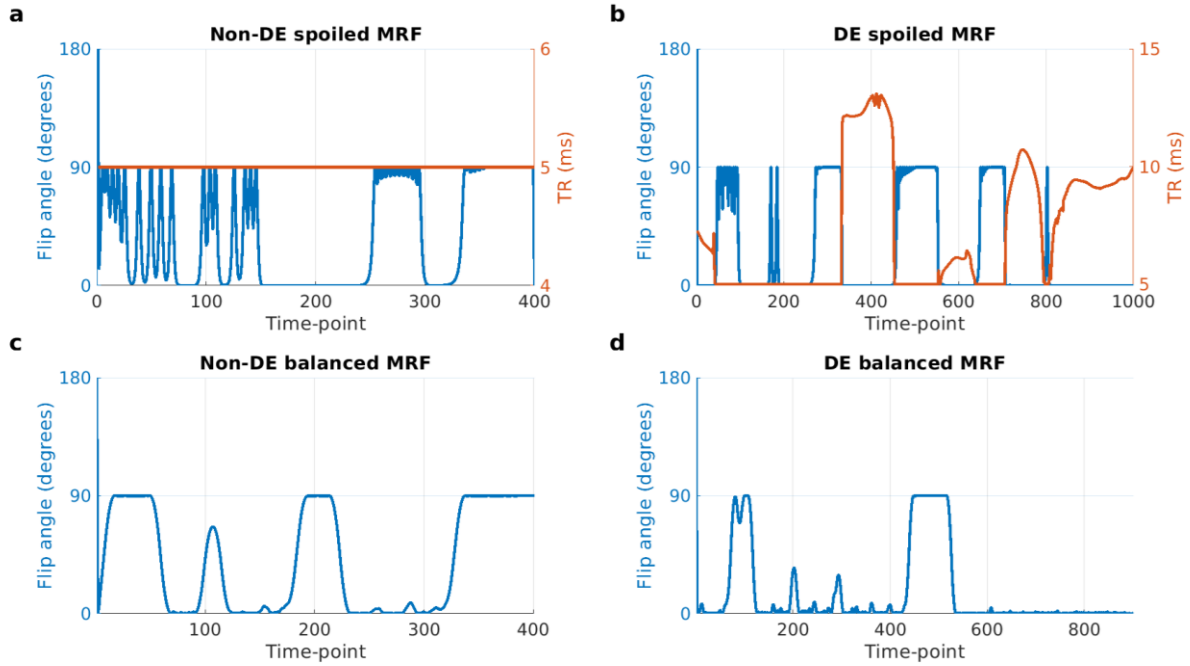 a
Non-DE spoiled MRF
180
90
0
Flip angle (degrees)
6
5
4
TR (ms)
0 100 200 300 400
Time-point
b
DE spoiled MRF
180
90
0
Flip angle (degrees)
15
10
5
TR (ms)
0 200 400 600 800 1000
Time-point
c
Non-DE balanced MRF
180
90
0
Flip angle (degrees)
100 200 300 400
Time-point
d
DE balanced MRF
180
90
0
Flip angle (degrees)
200 400 600 800
Time-point